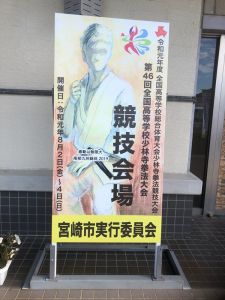 令和元年度 全国高等学校総合体育大会少林寺拳法競技大会
第46回全国高等学校少林寺拳法大会
競技会場
開催日：令和元年8月2日(金)～4日(日)
宮崎市実行委員会